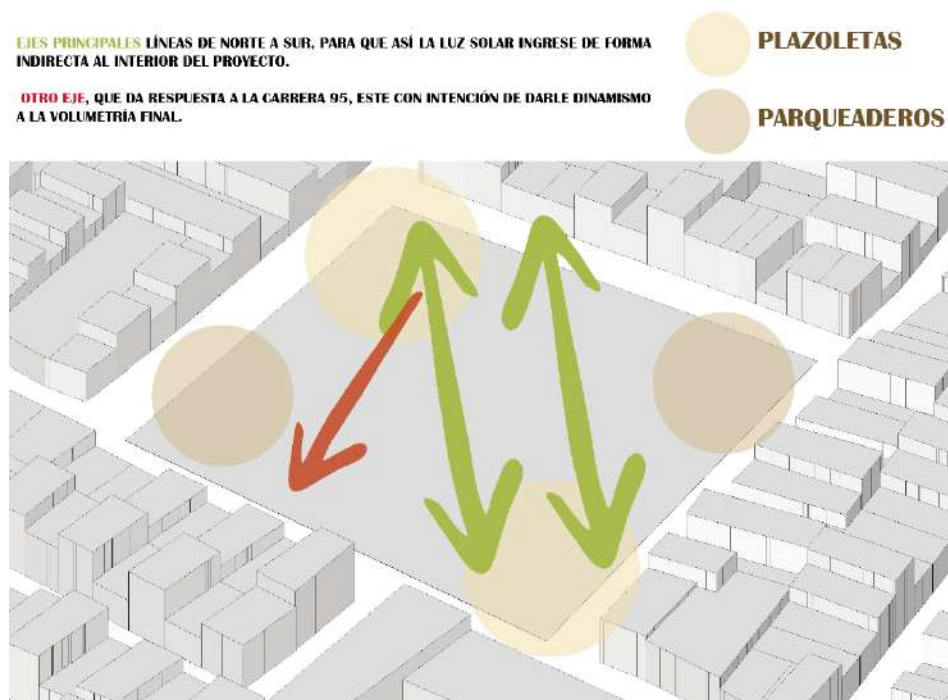 EJES PRINCIPALES LÍNEAS DE NORTE A SUR, PARA QUE ASÍ LA LUZ SOLAR INGRESE DE FORMA
INDIRECTA AL INTERIOR DEL PROYECTO.
OTRO EJE, QUE DA RESPUESTA A LA CARRERA 95, ESTE CON INTENCIÓN DE DARLE DINAMISMO
A LA VOLUMETRÍA FINAL.
PLAZOLETAS
PARQUEADEROS